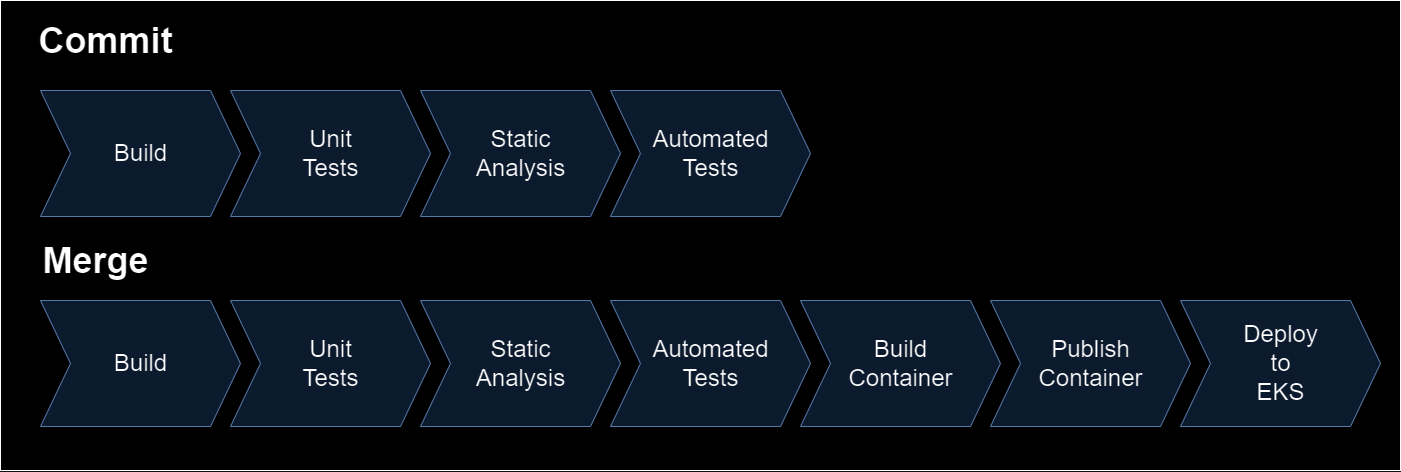 Commit
Build
Unit
Tests
Static
Analysis
Automated
Tests
Merge
Build
Unit
Tests
Static
Analysis
Automated
Tests
Build
Container
Publish
Container
Deploy
to
EKS